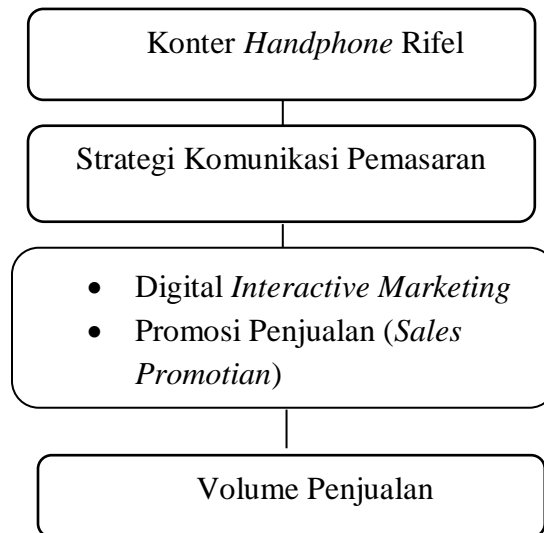 Konter Handphone Rifel
Strategi Komunikasi Pemasaran
• Digital Interactive Marketing
• Promosi Penjualan (Sales
Promotian)
Volume Penjualan